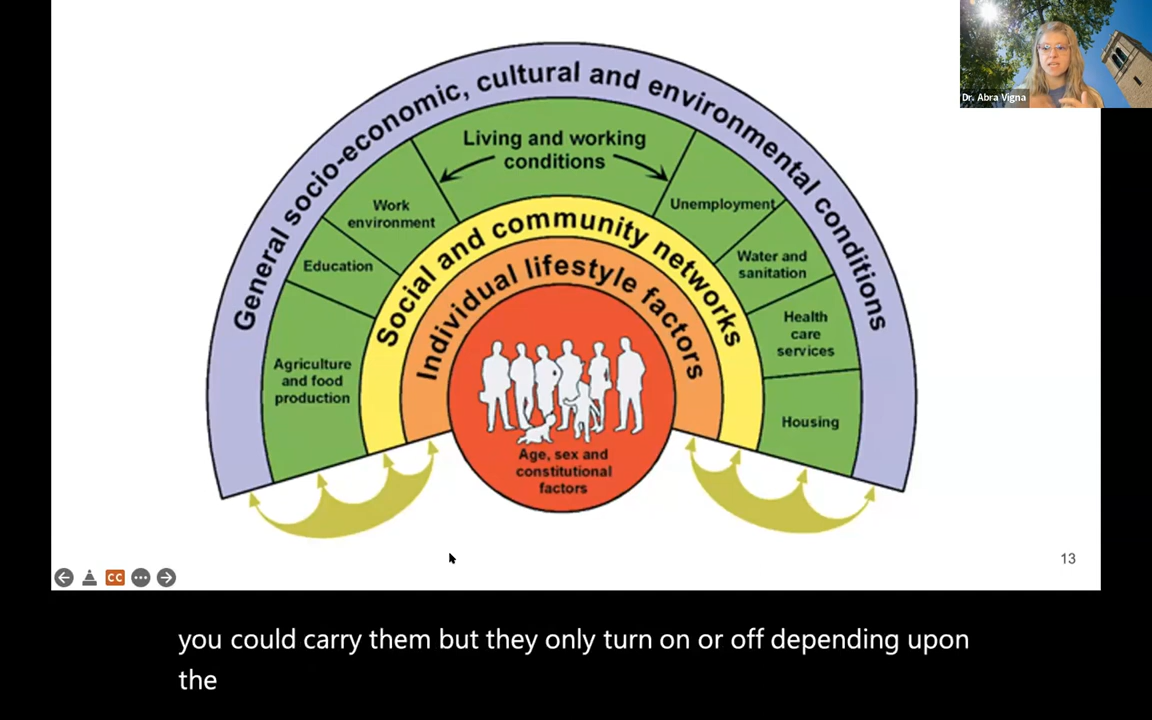 Dr. Abra Vigna
General socio-economic, cultural and environmental conditions
Living and working
conditions
Work
environment
Unemployment
Education
Water and
sanitation
Social and community networks
Individual lifestyle factors
Health
care
services
Agriculture
and food
production
Housing
Age, sex and
constitutional
factors
13
CC
you could carry them but they only turn on or off depending upon
the